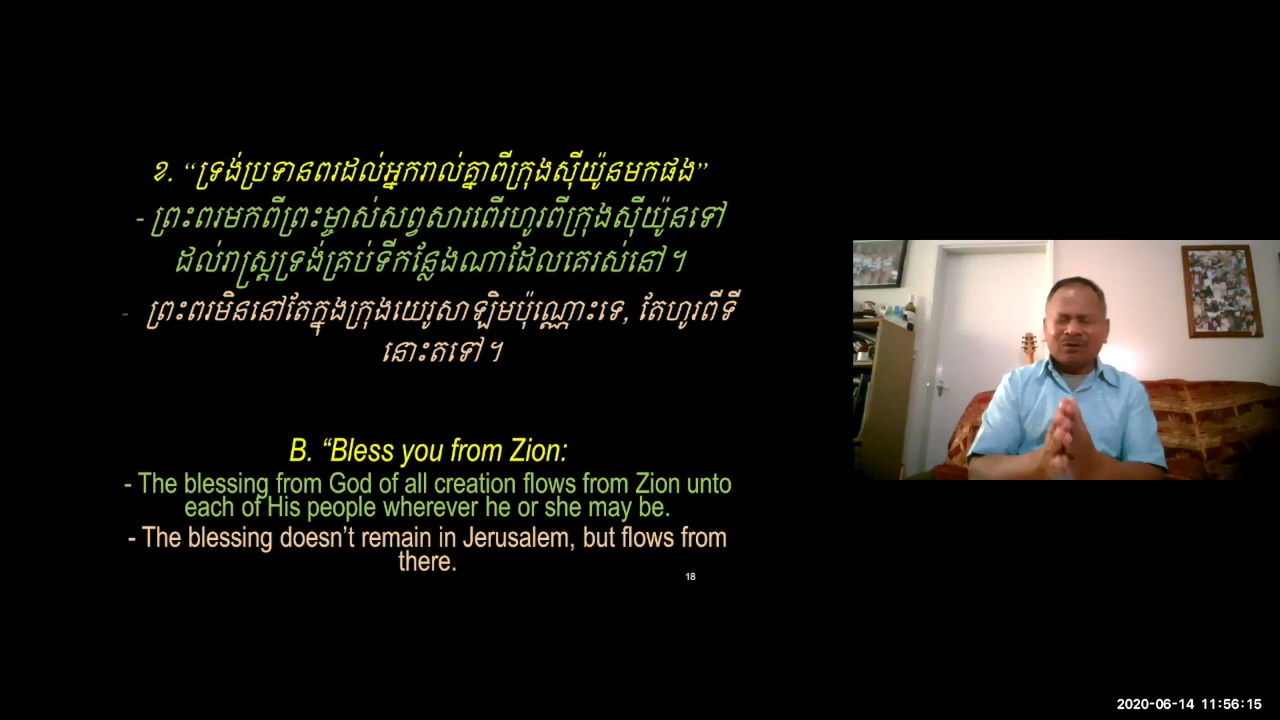 ខ. “ទ្រង់ប្រទានពរដល់អ្នករាល់គ្នាពីក្រុងស៊ីយ៉ូនមកផង”
- ព្រះពរមកពីព្រះម្ចាស់សព្វសារពើរហូរពីក្រុងស៊ីយ៉ូនទៅ
ដល់រាស្ត្រទ្រង់គ្រប់ទីកន្លែងណាដែលគេរស់នៅ ។
- ព្រះពរមិននៅតែក្នុងក្រុងយេរូសាឡិមប៉ុណ្ណោះទេ, តែហូរពីទី
នោះតទៅ ។
B. “Bless you from Zion:
- The blessing from God of all creation flows from Zion unto
each of His people wherever he or she may be.
- The blessing doesn’t remain in Jerusalem, but flows from
there.
18
2020-06-14 11:56:15